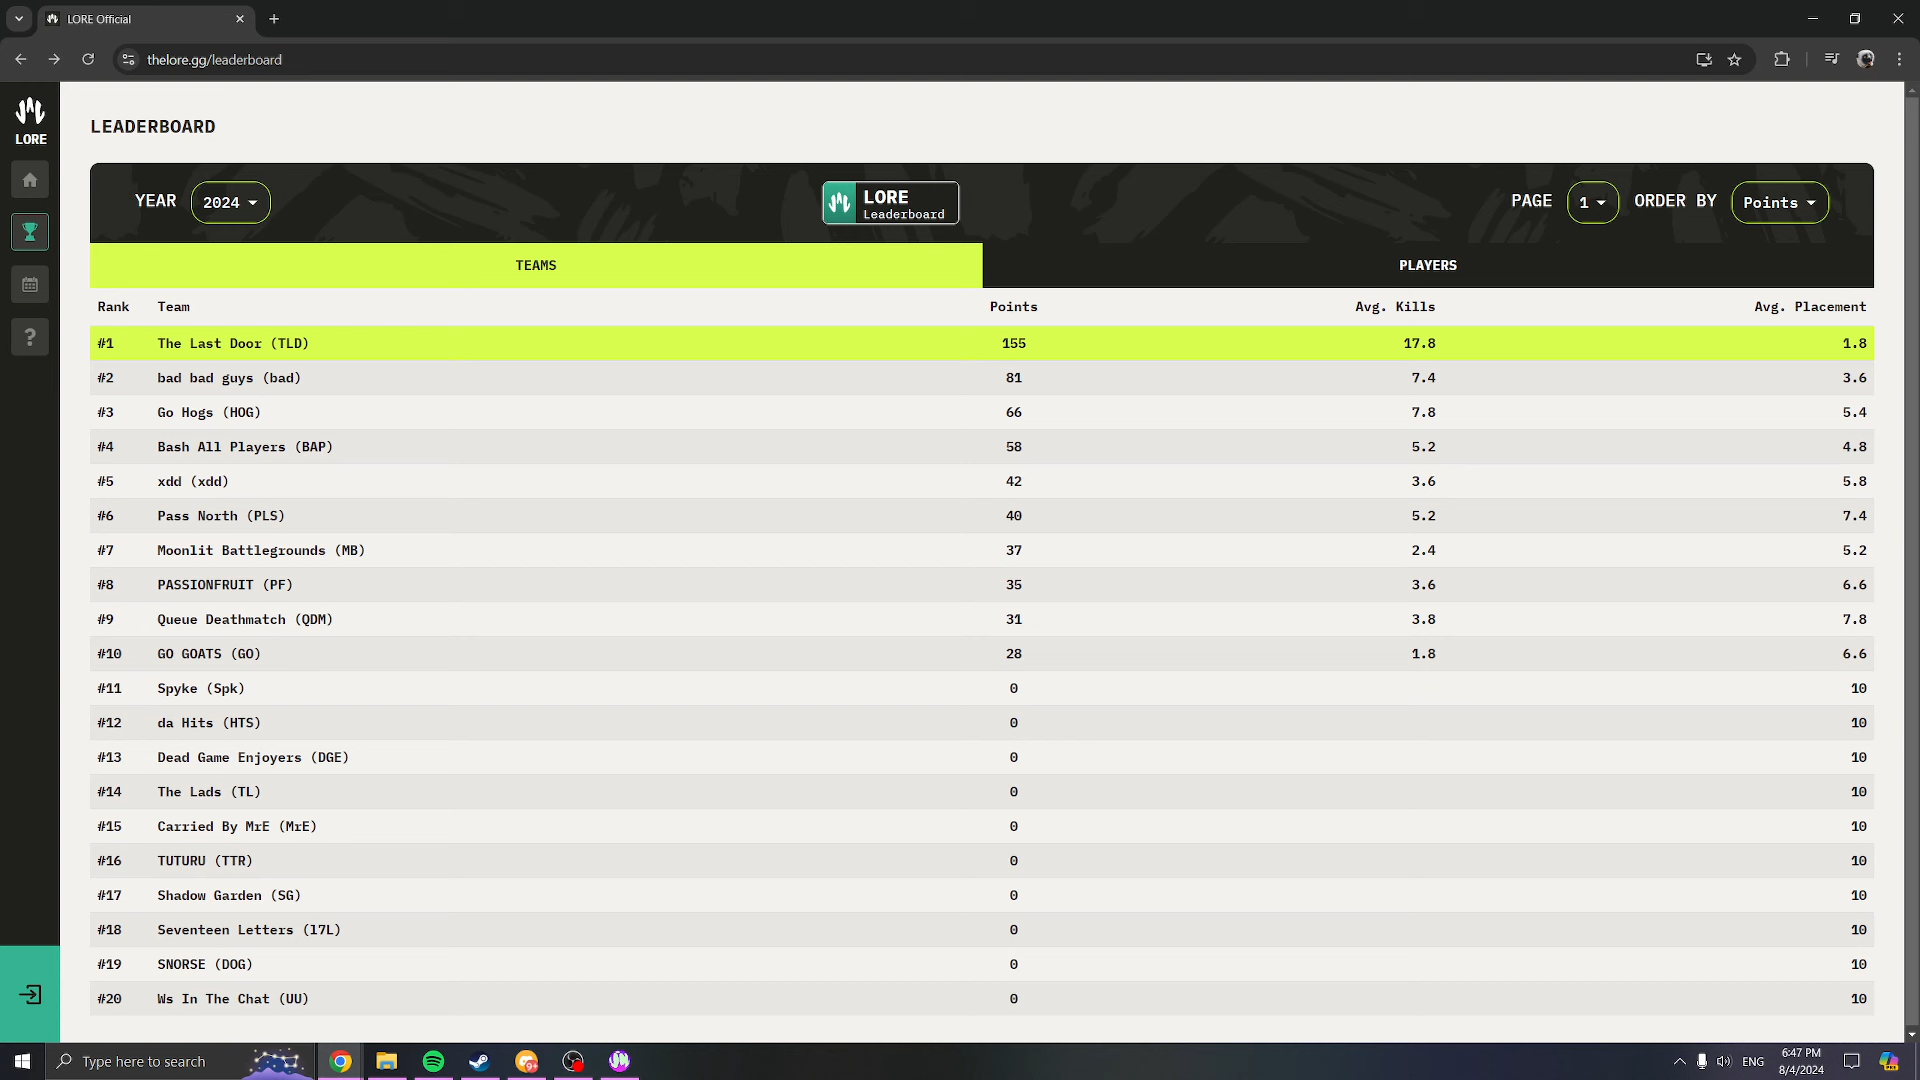 LORE Official
thelore.gg/leaderboard
LORE
LEADERBOARD
YEAR 2024
LORE
Leaderboard
PAGE 1 ORDER BY Points
TEAMS PLAYERS
Rank Team Points Avg. Kills Avg. Placement
#1 The Last Door (TLD) 155 17.8 1.8
#2 bad bad guys (bad) 81 7.4 3.6
#3 Go Hogs (HOG) 66 7.8 5.4
#4 Bash All Players (BAP) 58 5.2 4.8
#5 xdd (xdd) 42 3.6 5.8
#6 Pass North (PLS) 40 5.2 7.4
#7 Moonlit Battlegrounds (MB) 37 2.4 5.2
#8 PASSIONFRUIT (PF) 35 3.6 6.6
#9 Queue Deathmatch (QDM) 31 3.8 7.8
#10 GO GOATS (GO) 28 1.8 6.6
#11 Spyke (Spk) 0 10
#12 da Hits (HTS) 0 10
#13 Dead Game Enjoyers (DGE) 0 10
#14 The Lads (TL) 0 10
#15 Carried By MrE (MrE) 0 10
#16 TUTURU (TTR) 0 10
#17 Shadow Garden (SG) 0 10
#18 Seventeen Letters (17L) 0 10
#19 SNORSE (DOG) 0 10
#20 Ws In The Chat (UU) 0 10
?
Type here to search
9+
ENG
6:47 PM
8/4/2024